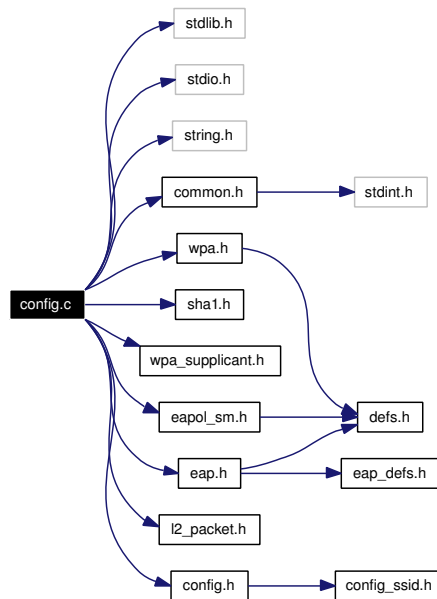 stdlib.h
stdio.h
string.h
common.h
stdint.h
wpa.h
config.c
sha1.h
wpa_supplicant.h
eapol_sm.h
defs.h
eap.h
eap_defs.h
l2_packet.h
config.h
config_ssid.h